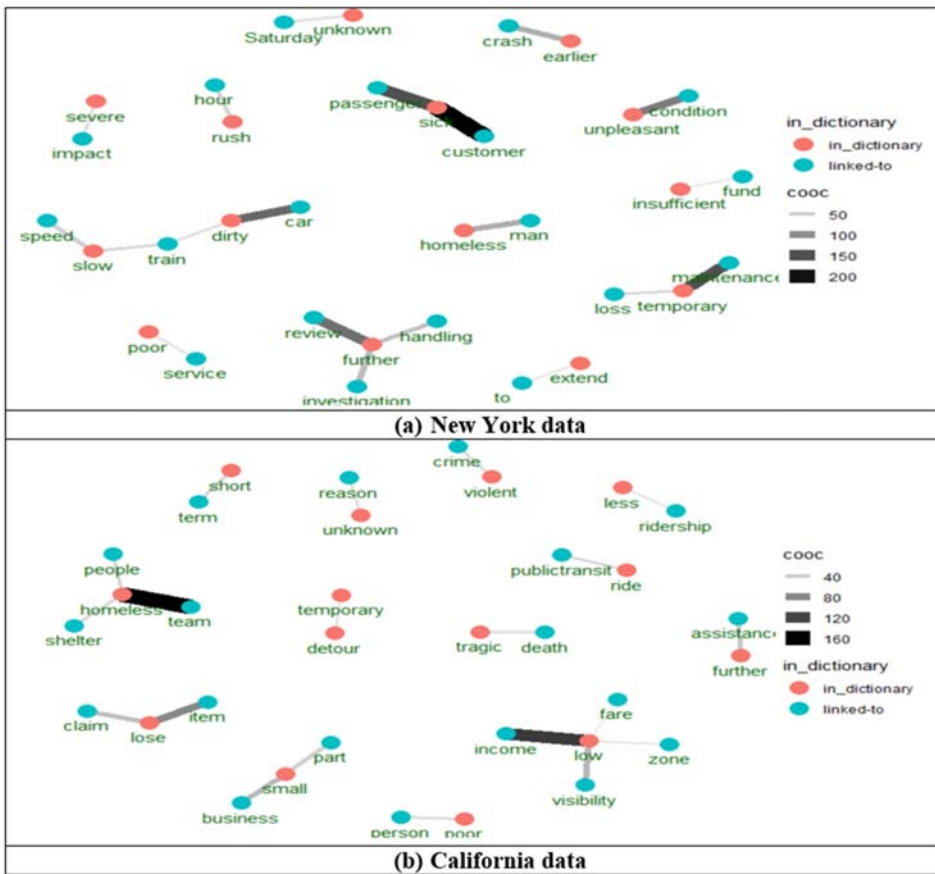 Saturday unknown
crash
earlier
hour
rush
severe
impact
passenger
sick
customer
condition
unpleasant
in_dictionary
in_dictionary
linked-to
cooc
50
100
150
200
fund
insufficient
speed
slow
train
dirty
car
homeless
man
maintenance
loss temporary
poor
service
review
further
handling
investigation
extend
to
(a) New York data
crime
violent
short
term
reason
unknown
less
ridership
people
homeless
team
shelter
temporary
detour
publictransit
ride
tragic death
assistance
further
cooc
40
80
120
160
in_dictionary
in_dictionary
linked-to
claim
lose
item
fare
income
low
zone
visibility
part
small
business
person poor
(b) California data